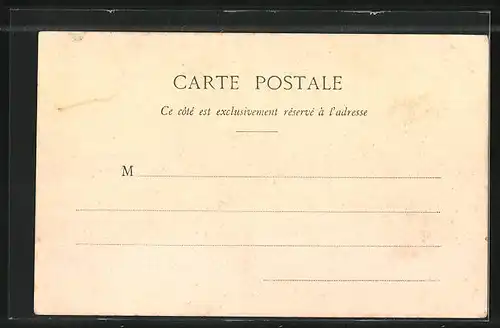 CARTE POSTALE
Ce côté est exclusivement réservé à l'adresse
M